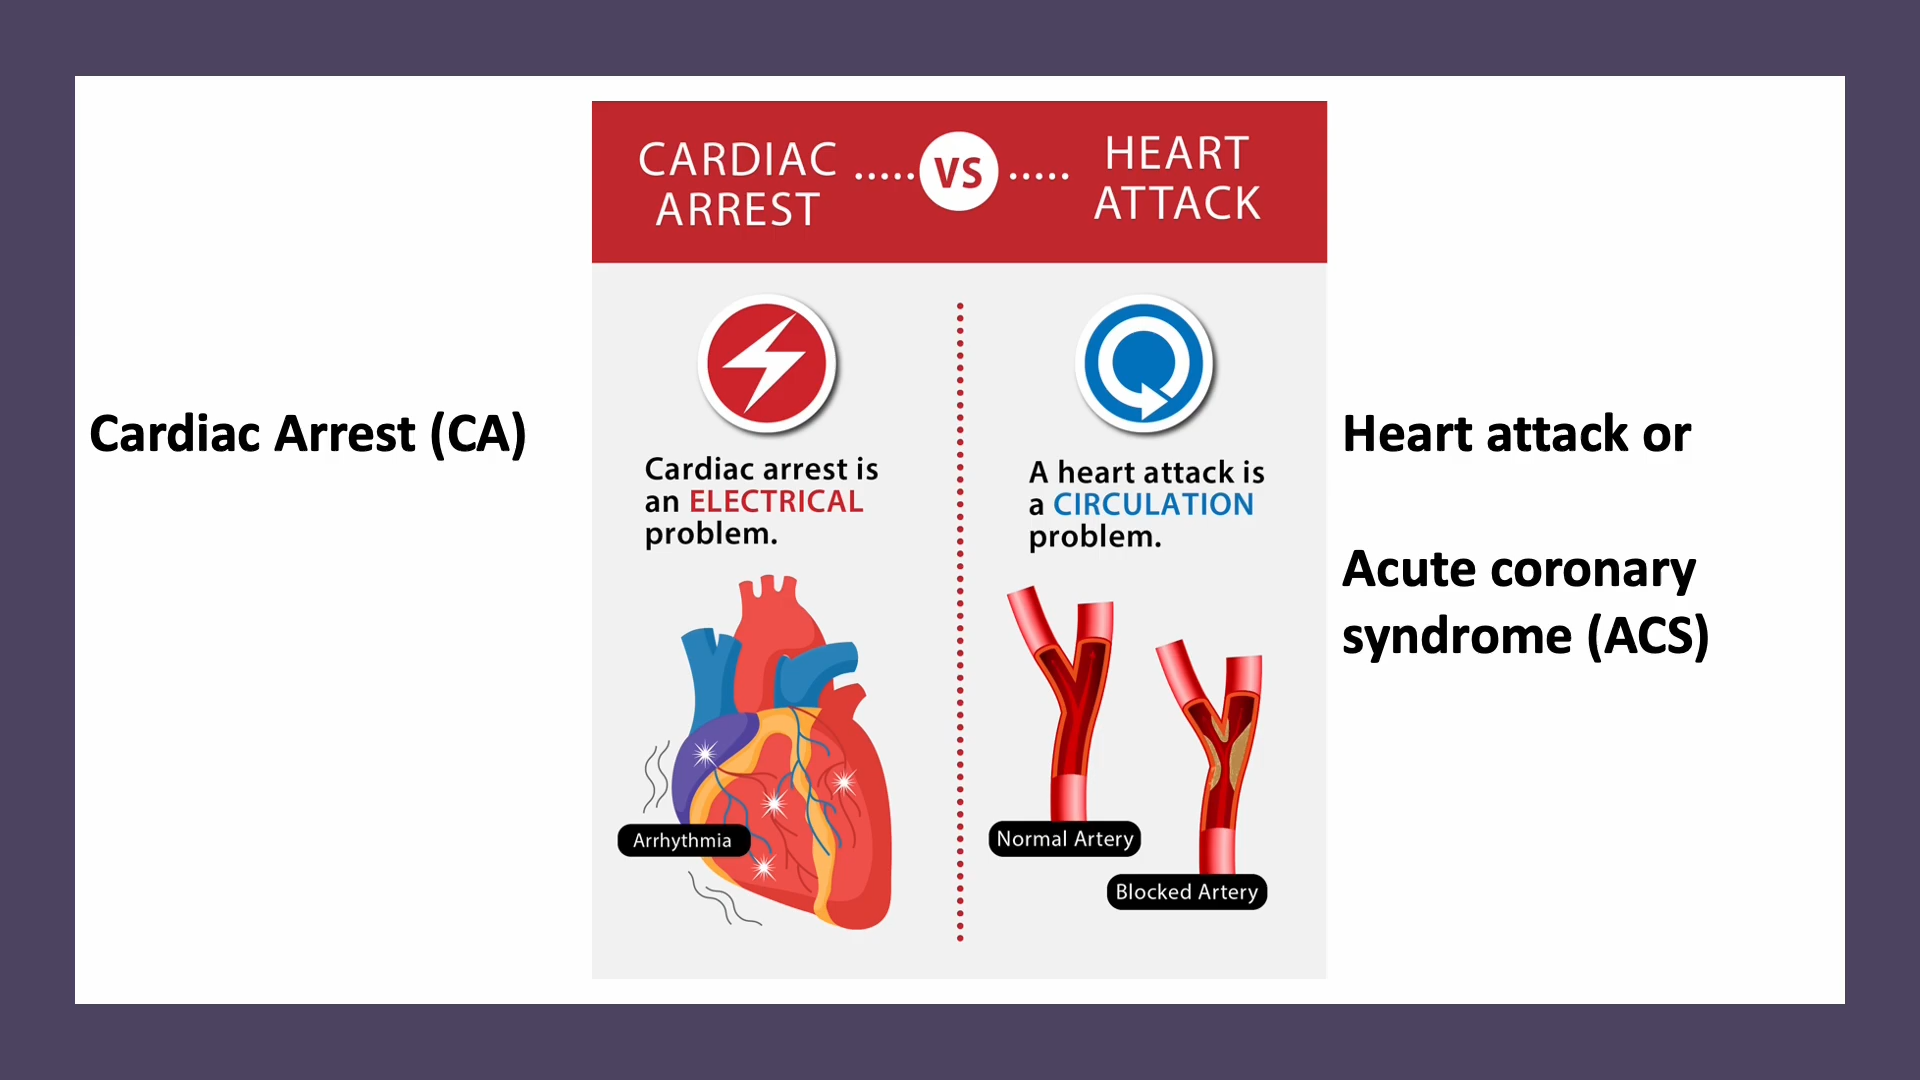 CARDIAC
ARREST
VS
HEART
ATTACK
Cardiac Arrest (CA)
Cardiac arrest is
an ELECTRICAL
problem.
Arrhythmia
A heart attack is
a CIRCULATION
problem.
Normal Artery
Blocked Artery
Heart attack or
Acute coronary
syndrome (ACS)